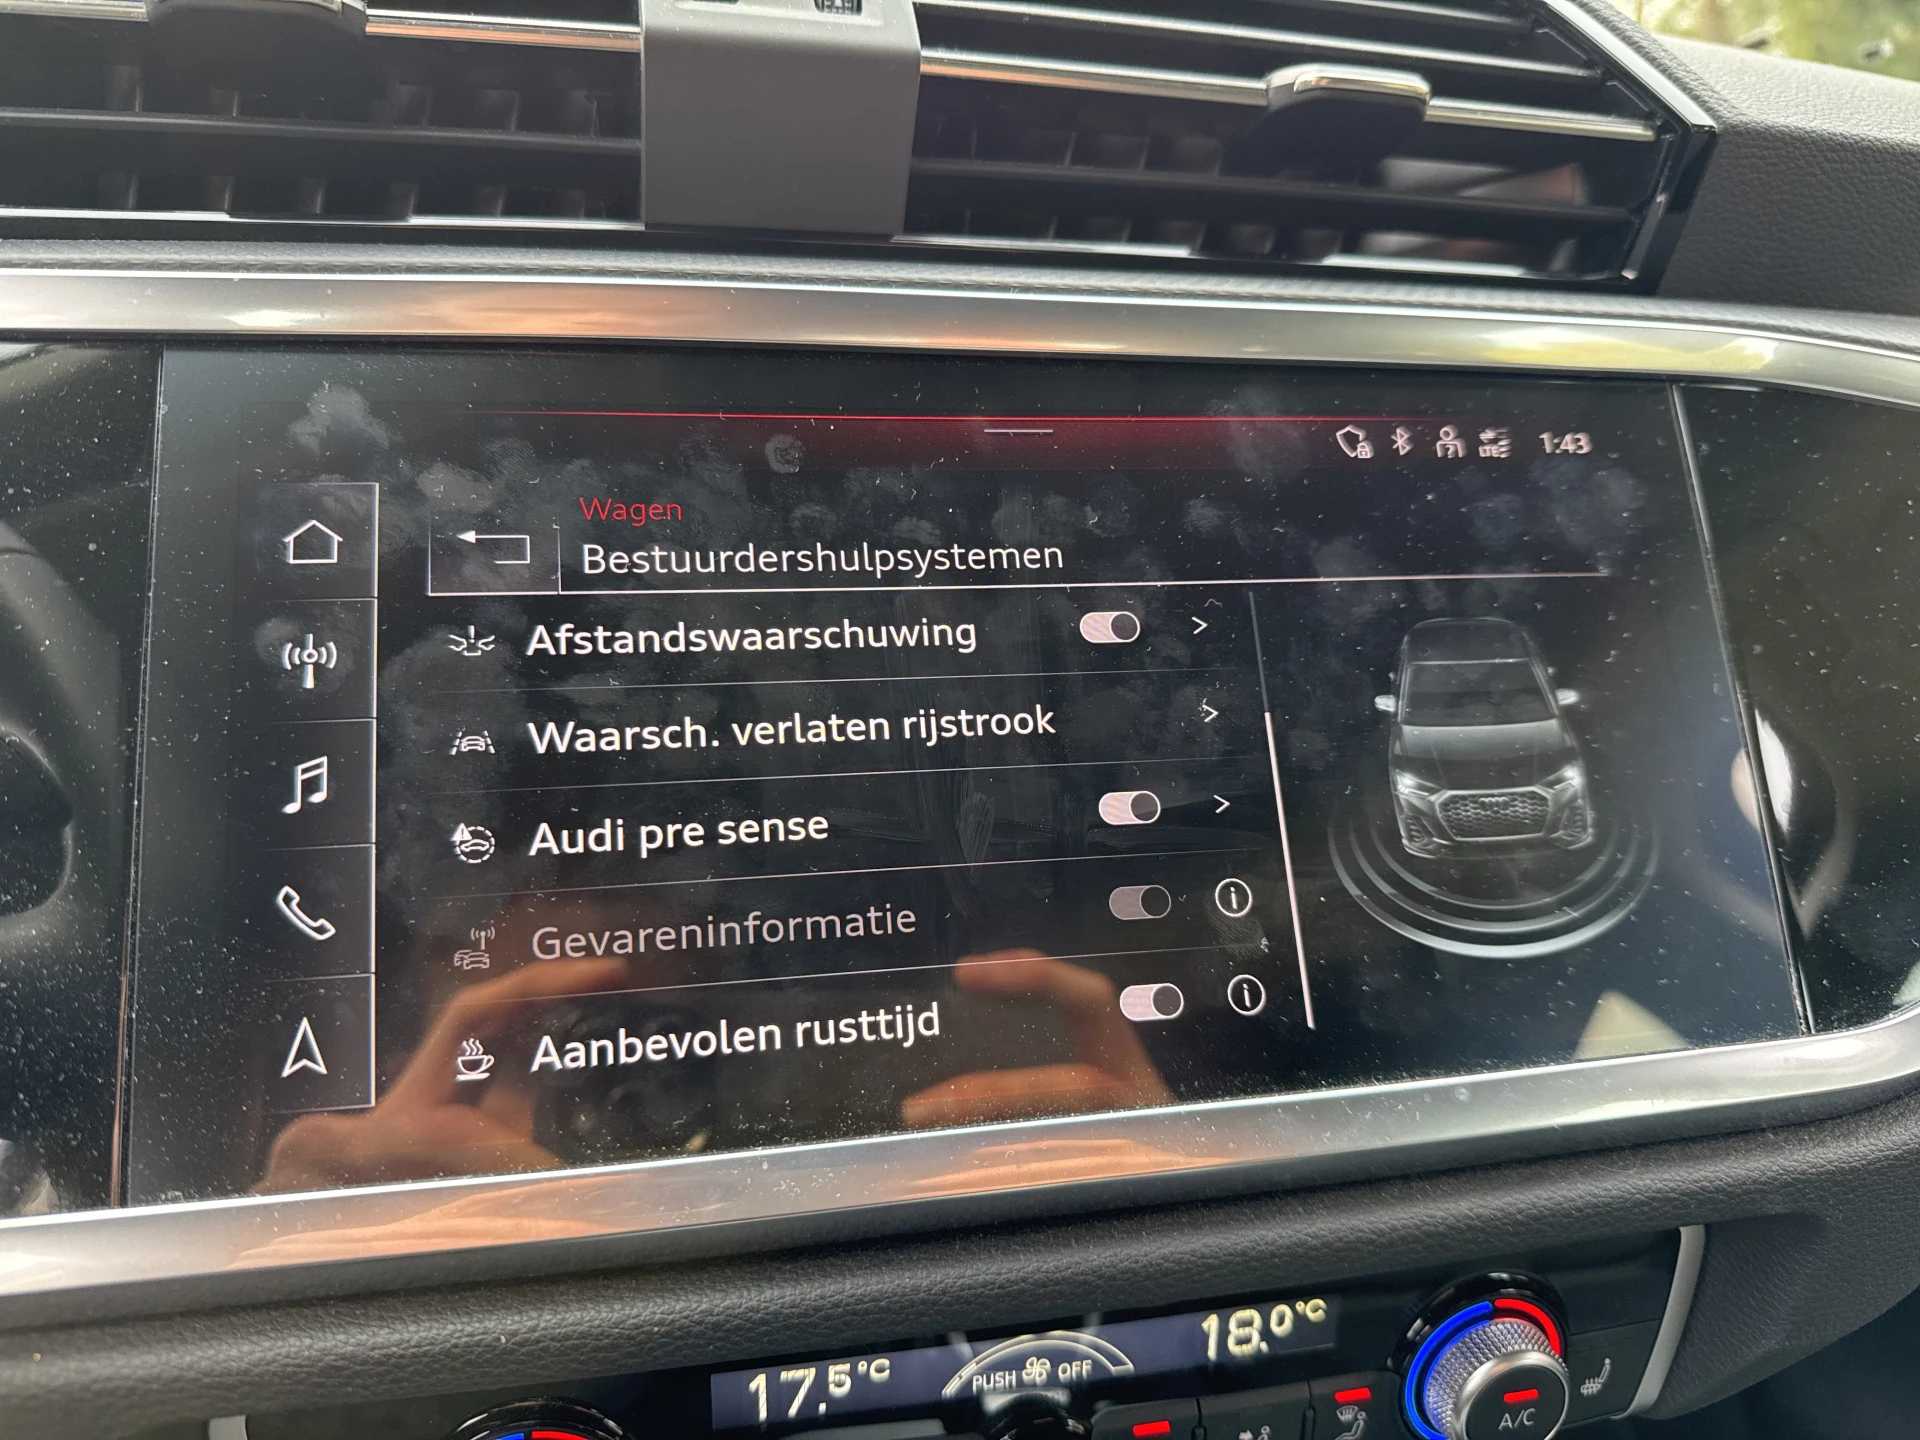 LTE 1:43
Wagen
Bestuurdershulpsystemen
Afstandswaarschuwing
Waarsch. verlaten rijstrook
Audi pre sense
Gevareninformatie
Aanbevolen rusttijd
17.5°C
PUSH OFF
18.0°C
A/C